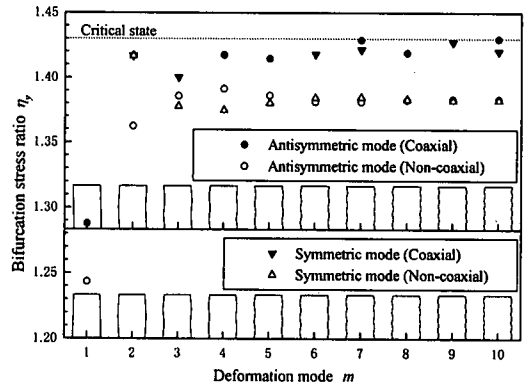 Bifurcation stress ratio ηy
1.45
1.40
1.35
1.30
1.25
1.20
Critical state
● Antisymmetric mode (Coaxial)
○ Antisymmetric mode (Non-coaxial)
▼ Symmetric mode (Coaxial)
△ Symmetric mode (Non-coaxial)
1 2 3 4 5 6 7 8 9 10
Deformation mode m